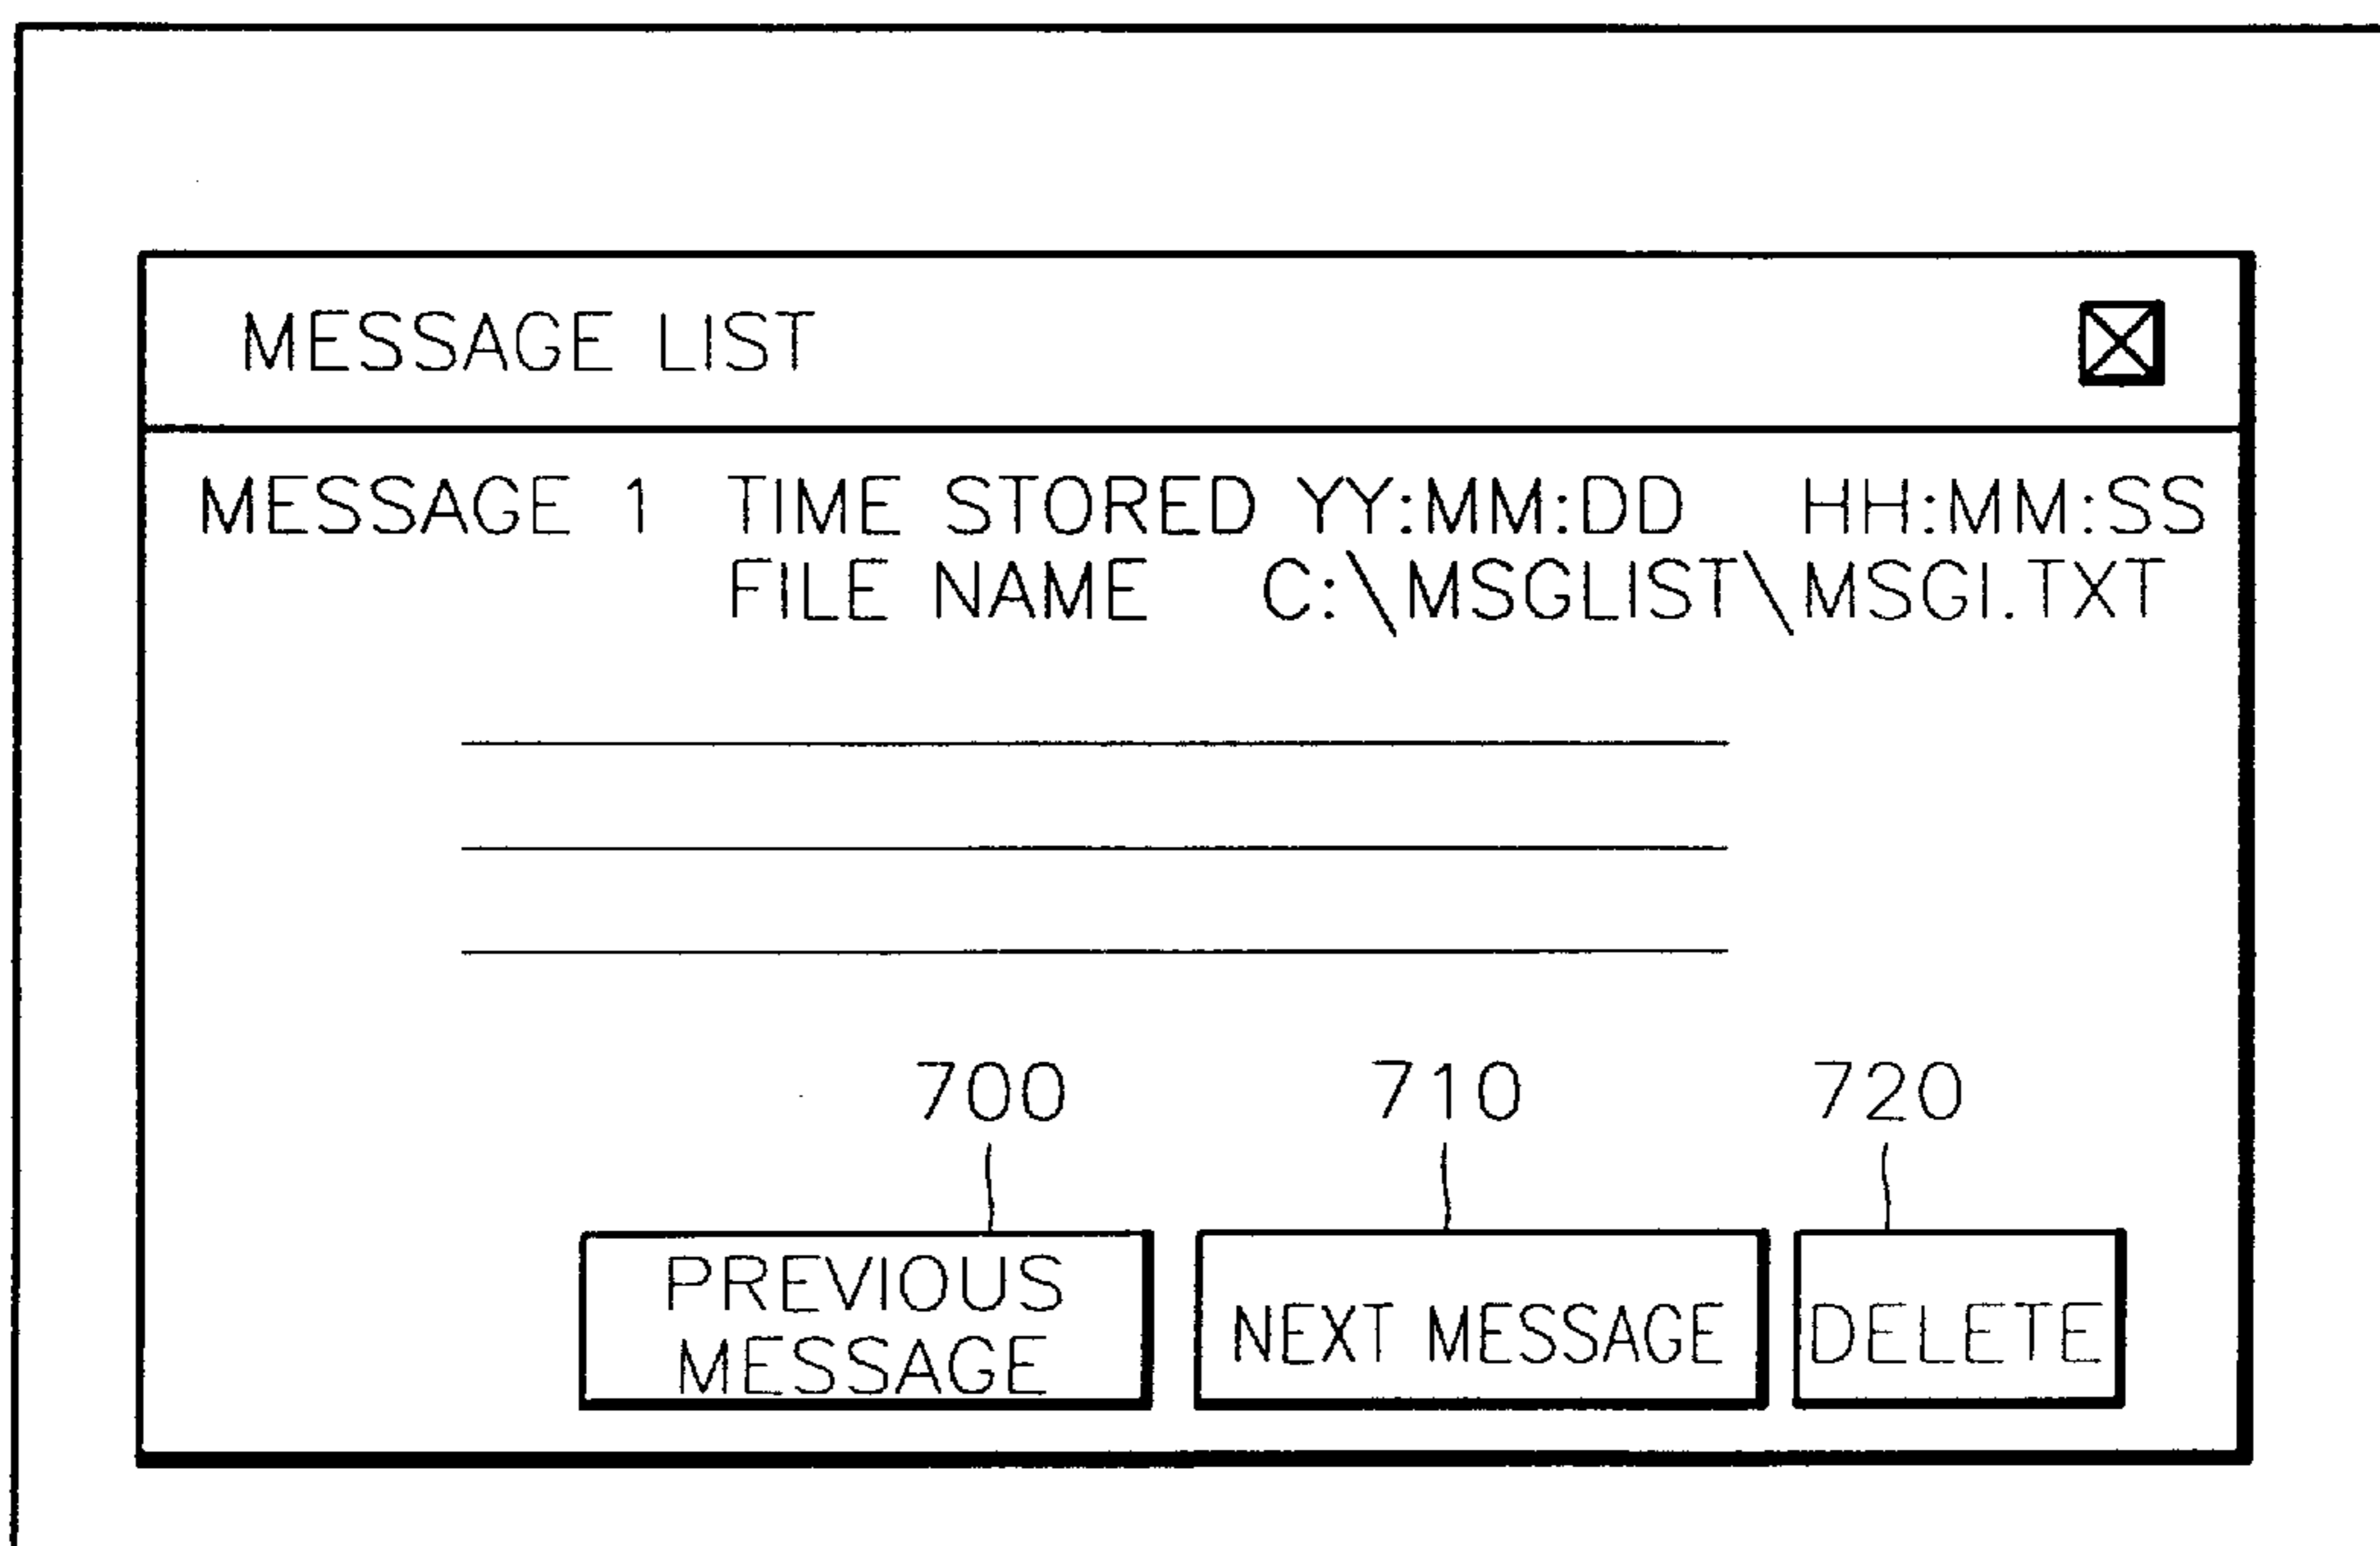 MESSAGE LIST
MESSAGE 1 TIME STORED YY:MM:DD HH:MM:SS
FILE NAME C:\MSGLIST\MSGI.TXT
700 710 720
PREVIOUS
MESSAGE
NEXT MESSAGE
DELETE